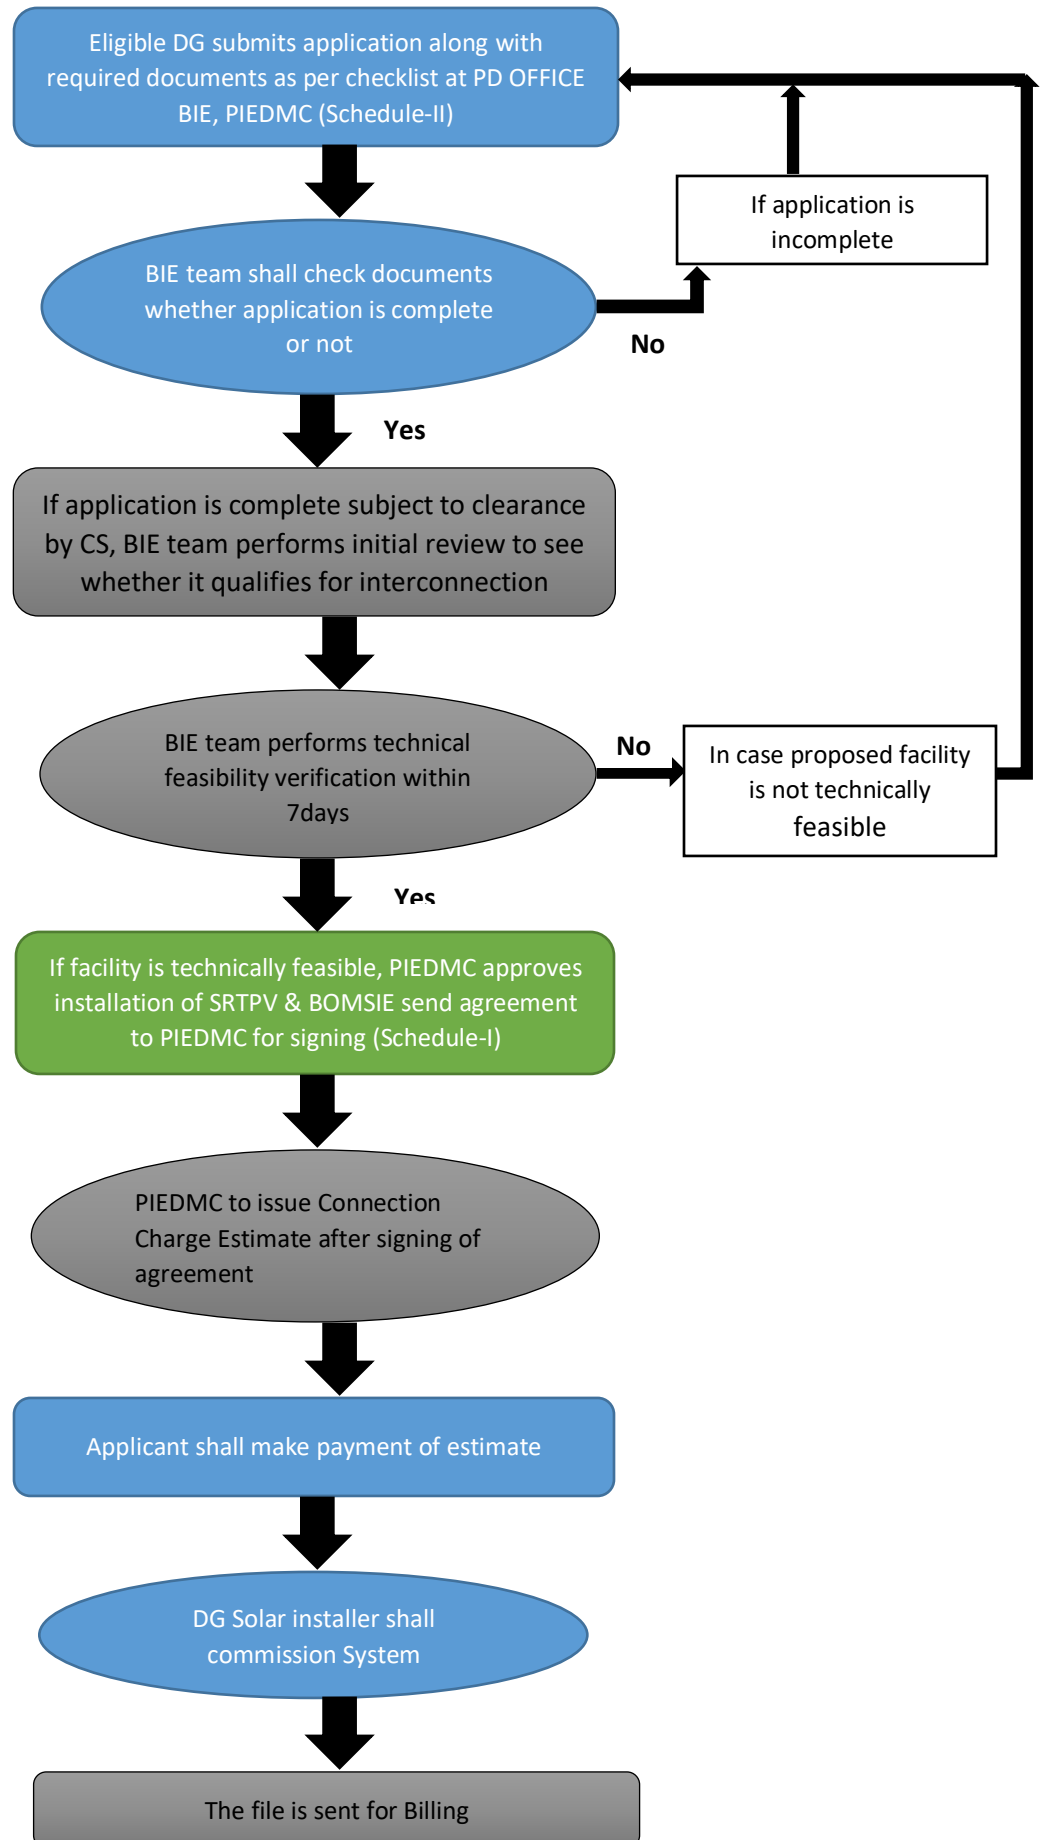 Eligible DG submits application along with
required documents as per checklist at PD OFFICE
BIE, PIEDMC (Schedule-II)
If application is
incomplete
BIE team shall check documents
whether application is complete
or not
No
Yes
If application is complete subject to clearance
by CS, BIE team performs initial review to see
whether it qualifies for interconnection
BIE team performs technical
feasibility verification within
7days
No
In case proposed facility
is not technically
feasible
Yes
If facility is technically feasible, PIEDMC approves
installation of SRTPV & BOMSIE send agreement
to PIEDMC for signing (Schedule-I)
PIEDMC to issue Connection
Charge Estimate after signing of
agreement
Applicant shall make payment of estimate
DG Solar installer shall
commission System
The file is sent for Billing